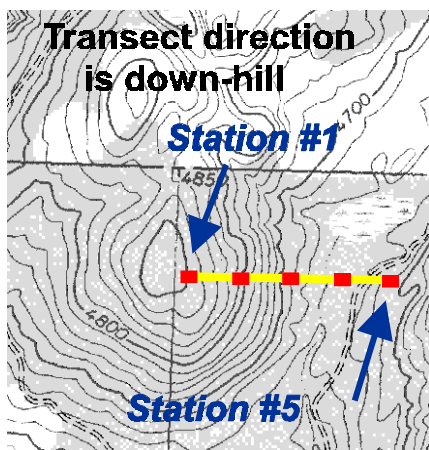 Transect direction
is down-hill
Station #1
4700
4850
4800
Station #5